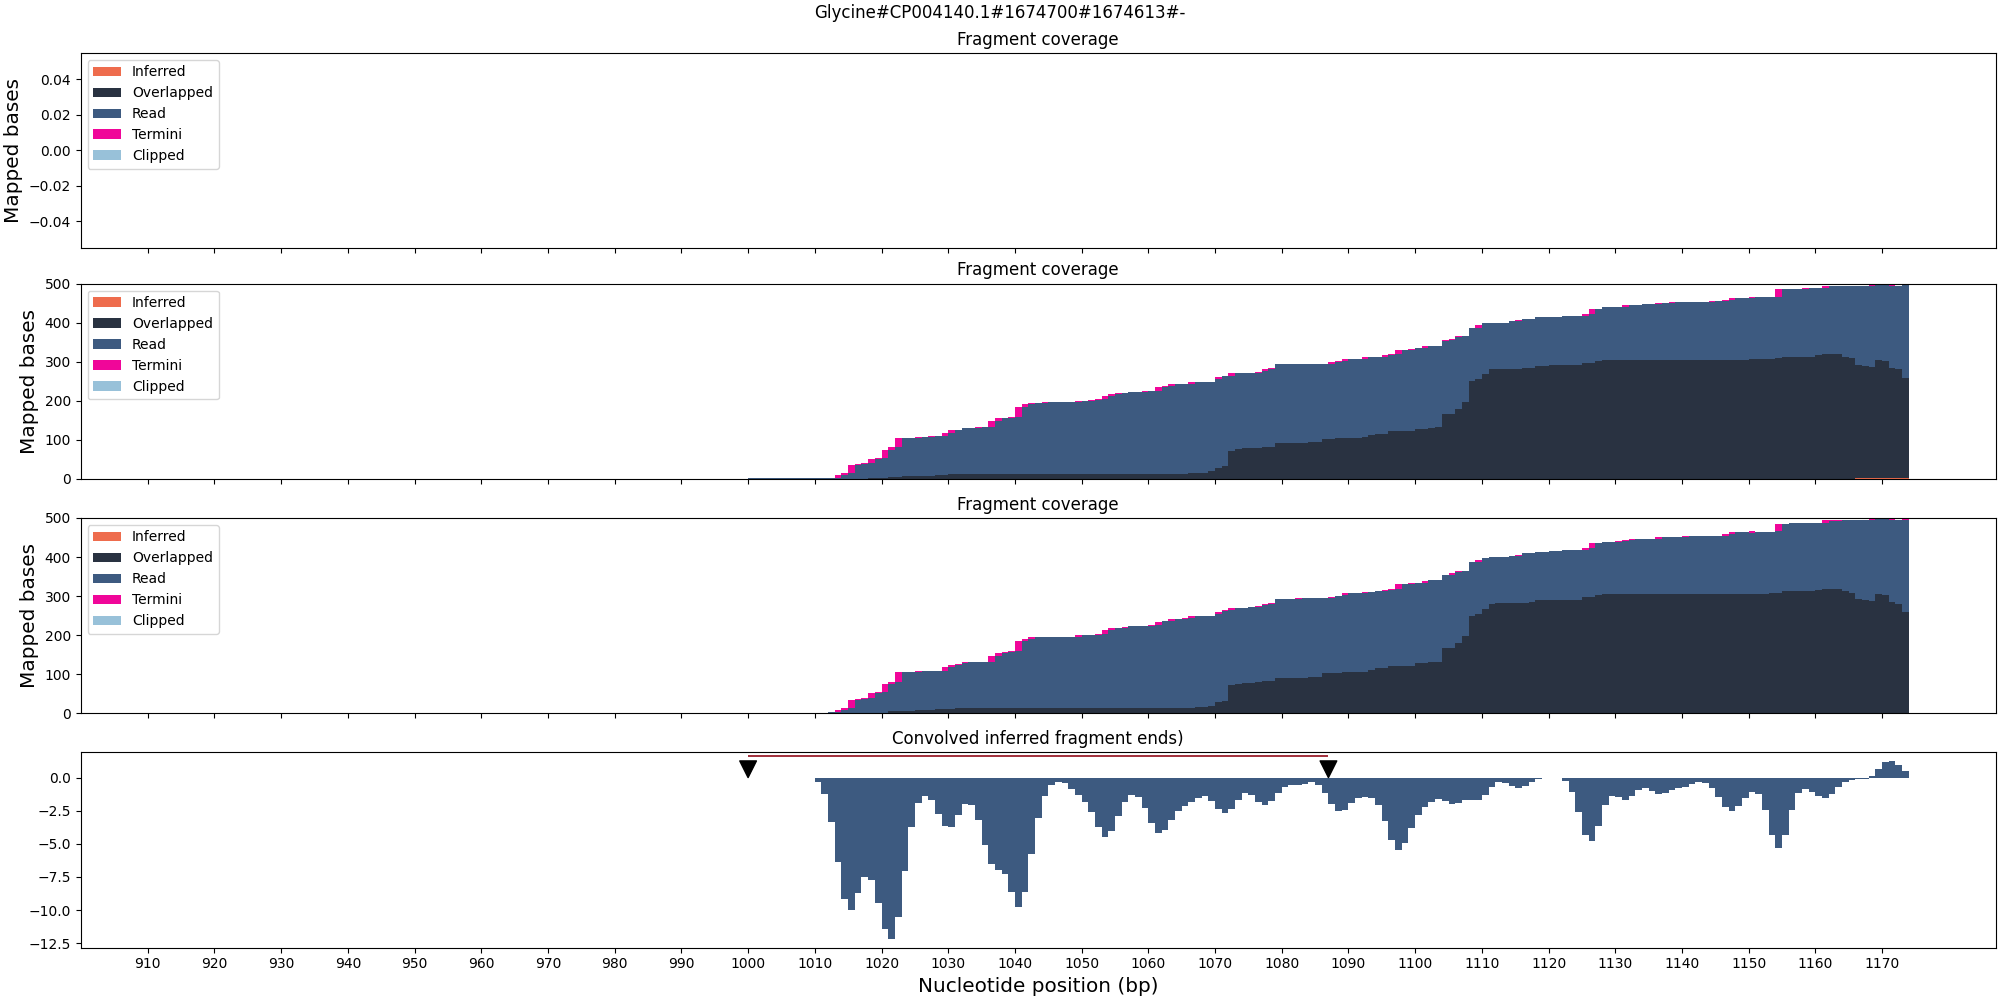 Glycine#CP004140.1#1674700#1674613#-
Fragment coverage
Mapped bases
0.04
0.02
0.00
−0.02
−0.04
Inferred
Overlapped
Read
Termini
Clipped
Fragment coverage
Mapped bases
500
400
300
200
100
0
Inferred
Overlapped
Read
Termini
Clipped
Fragment coverage
Mapped bases
500
400
300
200
100
0
Inferred
Overlapped
Read
Termini
Clipped
Convolved inferred fragment ends)
0.0
−2.5
−5.0
−7.5
−10.0
−12.5
910 920 930 940 950 960 970 980 990 1000 1010 1020 1030 1040 1050 1060 1070 1080 1090 1100 1110 1120 1130 1140 1150 1160 1170
Nucleotide position (bp)